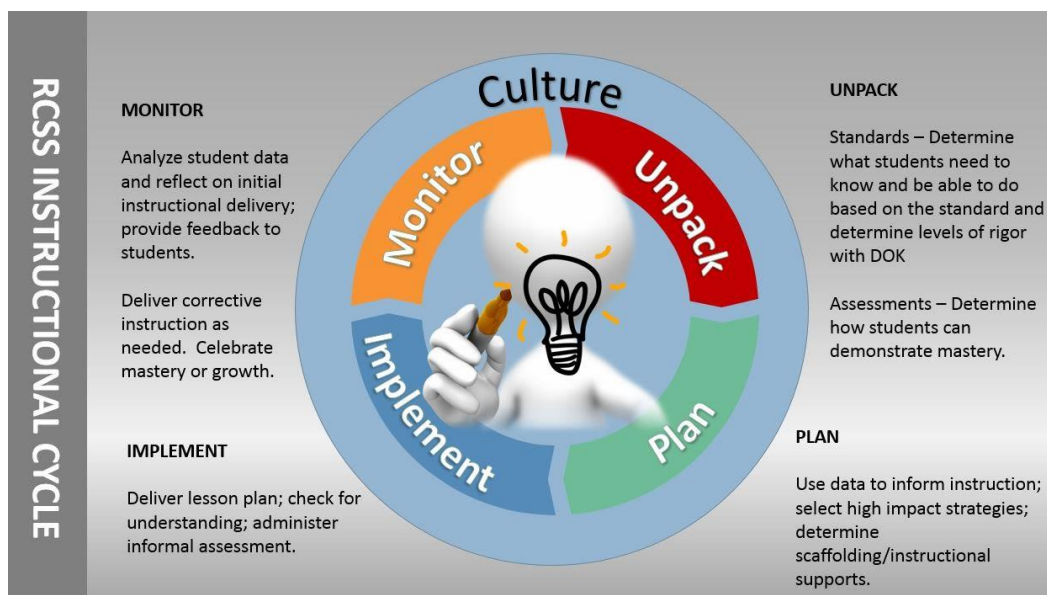 RCSS INSTRUCTIONAL CYCLE
Culture
Monitor
Unpack
Implement
Plan
MONITOR
Analyze student data
and reflect on initial
instructional delivery;
provide feedback to
students.
Deliver corrective
instruction as
needed. Celebrate
mastery or growth.
IMPLEMENT
Deliver lesson plan; check for
understanding; administer
informal assessment.
UNPACK
Standards – Determine
what students need to
know and be able to do
based on the standard and
determine levels of rigor
with DOK
Assessments – Determine
how students can
demonstrate mastery.
PLAN
Use data to inform instruction;
select high impact strategies;
determine
scaffolding/instructional
supports.